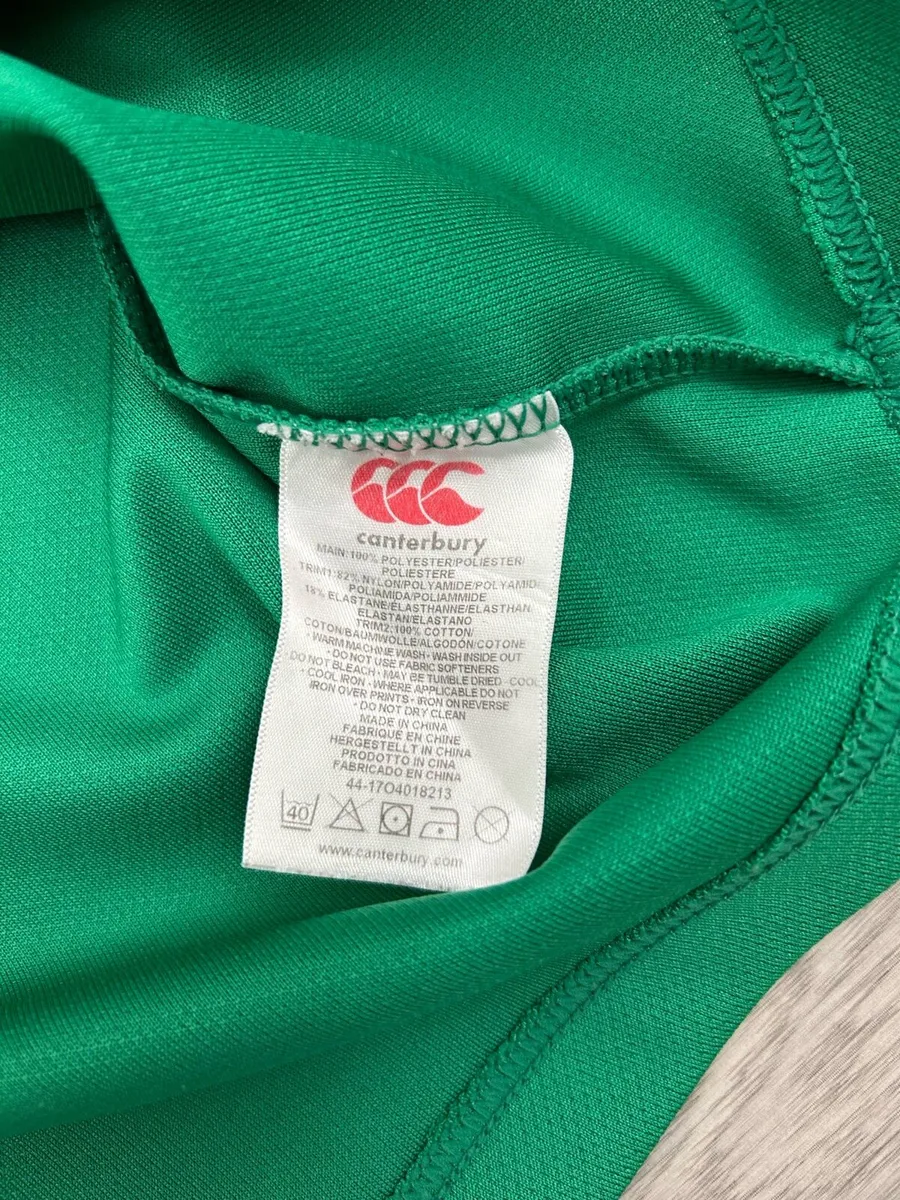 canterbury
MAIN: 100% POLYESTER/POLIESTER/
POLIESTERE
TRIM1:82% NYLON/POLYAMIDE/POLYAMID/
POLIAMIDA/POLIAMMIDE
18% ELASTANE/ÉLASTHANNE/ELASTHAN
ELASTAN/ELASTANO
TRIM2:100% COTTON/
COTON/BAUMWOLLE/ALGODÓN/COTONE
· WARM MACHINE WASH · WASH INSIDE OUT
· DO NOT USE FABRIC SOFTENERS
· DO NOT BLEACH · MAY BE TUMBLE DRIED - COOL
· COOL IRON · WHERE APPLICABLE DO NOT
IRON OVER PRINTS · IRON ON REVERSE
· DO NOT DRY CLEAN
MADE IN CHINA
FABRIQUE EN CHINE
HERGESTELLT IN CHINA
PRODOTTO IN CINA
FABRICADO EN CHINA
44-17O4018213
40
www.canterbury.com